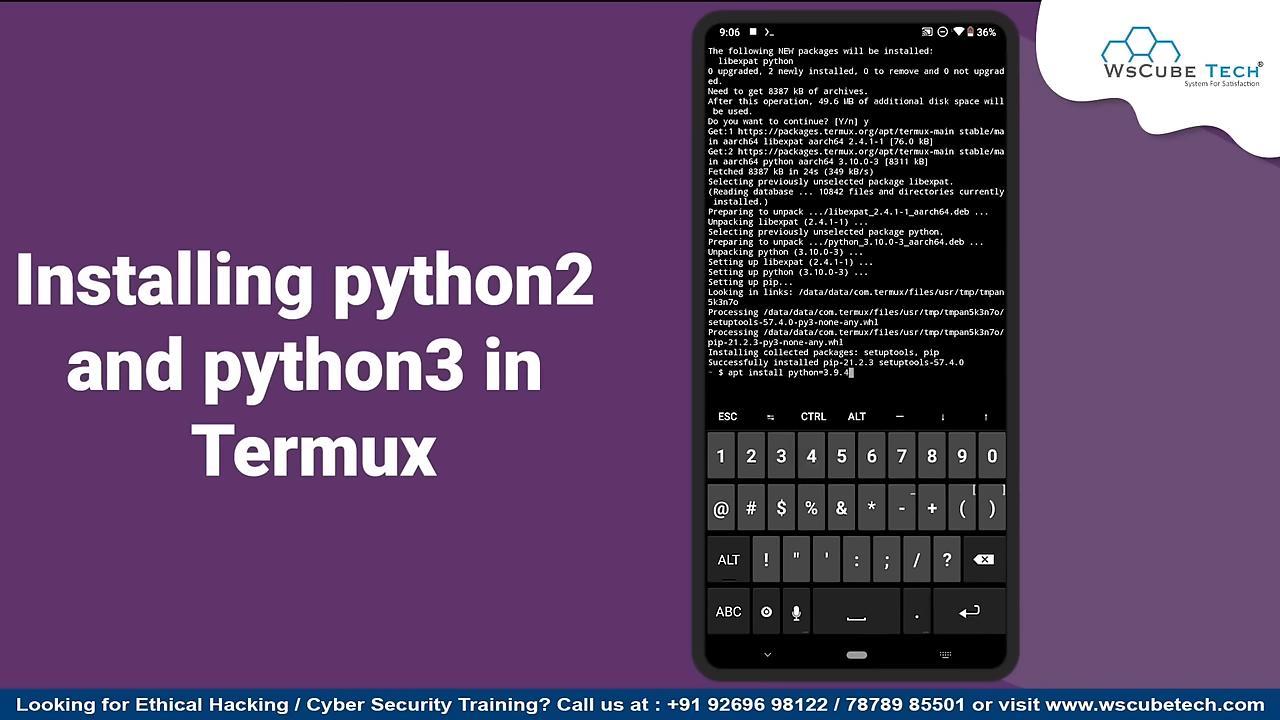 Installing python2
and python3 in
Termux
9:06
36%
The following NEW packages will be installed:
libexpat python
0 upgraded, 2 newly installed, 0 to remove and 0 not upgrad
ed.
Need to get 8387 kB of archives.
After this operation, 49.6 MB of additional disk space will
be used.
Do you want to continue? [Y/n] y
Get:1 https://packages.termux.org/apt/termux-main stable/ma
in aarch64 libexpat aarch64 2.4.1-1 [76.0 kB]
Get:2 https://packages.termux.org/apt/termux-main stable/ma
in aarch64 python aarch64 3.10.0-3 [8311 kB]
Fetched 8387 kB in 24s (349 kB/s)
Selecting previously unselected package libexpat.
(Reading database ... 10842 files and directories currently
installed.)
Preparing to unpack .../libexpat_2.4.1-1_aarch64.deb ...
Unpacking libexpat (2.4.1-1) ...
Selecting previously unselected package python.
Preparing to unpack .../python_3.10.0-3_aarch64.deb ...
Unpacking python (3.10.0-3) ...
Setting up libexpat (2.4.1-1) ...
Setting up python (3.10.0-3) ...
Setting up pip...
Looking in links: /data/data/com.termux/files/usr/tmp/tmpan
5k3n7o
Processing /data/data/com.termux/files/usr/tmp/tmpan5k3n7o/
setuptools-57.4.0-py3-none-any.whl
Processing /data/data/com.termux/files/usr/tmp/tmpan5k3n7o/
pip-21.2.3-py3-none-any.whl
Installing collected packages: setuptools, pip
Successfully installed pip-21.2.3 setuptools-57.4.0
~ $ apt install python=3.9.4
ESC ⇆ CTRL ALT — ↓ ↑
1 2 3 4 5 6 7 8 9 0
@ # $ % & * - + ( )
ALT ! " ' : ; / ?
ABC .
WsCube Tech®
System For Satisfaction
Looking for Ethical Hacking / Cyber Security Training? Call us at : +91 92696 98122 / 78789 85501 or visit www.wscubetech.com